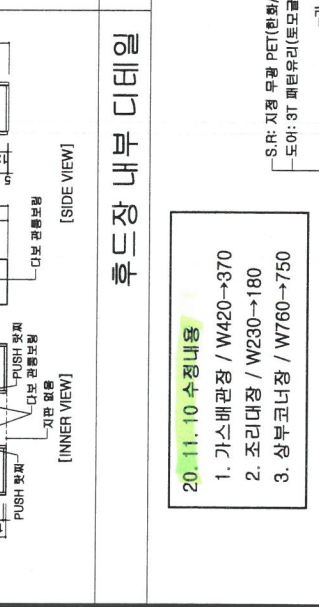 [SIDE VIEW]
다보 관통보링
PUSH 핫찌
다보 관통보링
지판 없음
PUSH 핫찌
[INNER VIEW]
후드장 내부 디테일
S.R: 지정 무광 PET(한화/
도어: 3T 패턴유리(토모글
20. 11. 10 수정내용
1. 가스배관장 / W420→370
2. 조리대장 / W230→180
3. 상부코너장 / W760→750